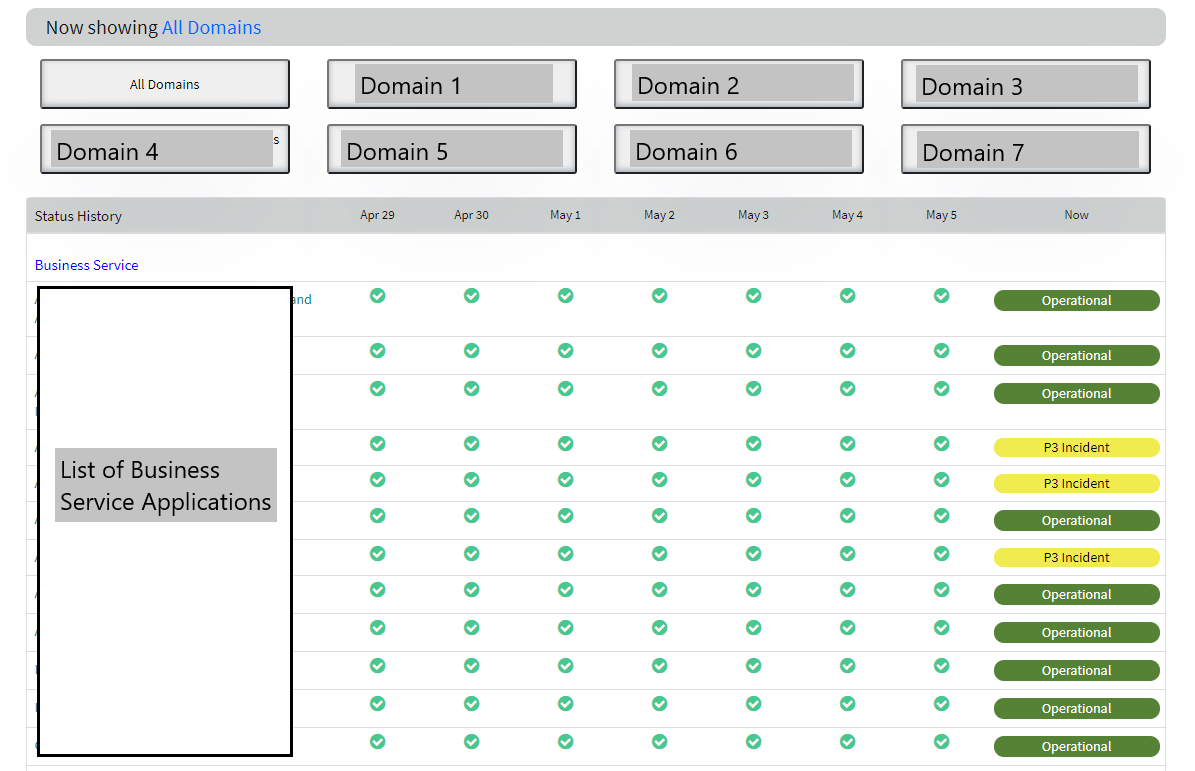 Now showing All Domains
All Domains
Domain 1
Domain 2
Domain 3
Domain 4
s
Domain 5
Domain 6
Domain 7
Status History Apr 29 Apr 30 May 1 May 2 May 3 May 4 May 5 Now
Business Service
and
Operational
Operational
Operational
P3 Incident
P3 Incident
List of Business
Service Applications
Operational
P3 Incident
Operational
Operational
Operational
Operational
Operational